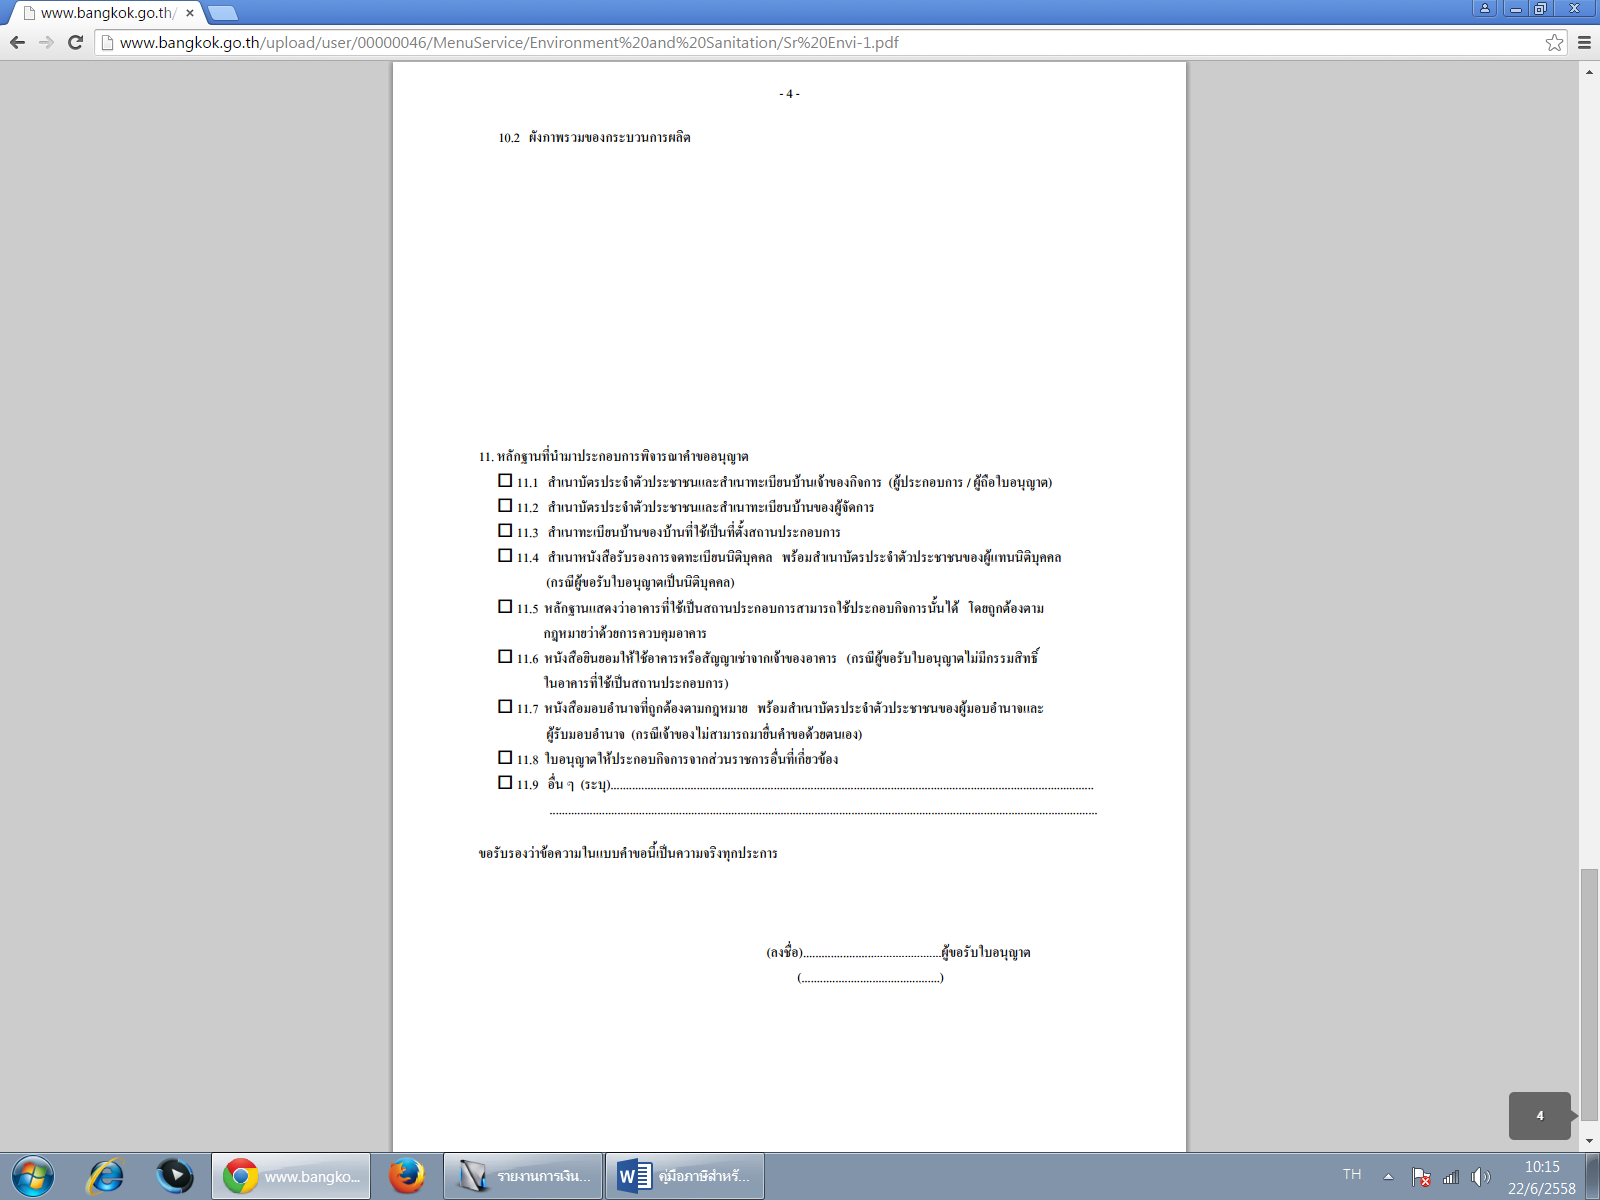 www.bangkok.go.th/
www.bangkok.go.th/upload/user/00000046/MenuService/Environment%20and%20Sanitation/Sr%20Envi-1.pdf
- 4 -
10.2 ผังภาพรวมของกระบวนการผลิต
11. หลักฐานที่นำมาประกอบการพิจารณาคำขออนุญาต
11.1 สำเนาบัตรประจำตัวประชาชนและสำเนาทะเบียนบ้านเจ้าของกิจการ (ผู้ประกอบการ / ผู้ถือใบอนุญาต)
11.2 สำเนาบัตรประจำตัวประชาชนและสำเนาทะเบียนบ้านของผู้จัดการ
11.3 สำเนาทะเบียนบ้านของบ้านที่ใช้เป็นที่ตั้งสถานประกอบการ
11.4 สำเนาหนังสือรับรองการจดทะเบียนนิติบุคคล พร้อมสำเนาบัตรประจำตัวประชาชนของผู้แทนนิติบุคคล
(กรณีผู้ขอรับใบอนุญาตเป็นนิติบุคคล)
11.5 หลักฐานแสดงว่าอาคารที่ใช้เป็นสถานประกอบการสามารถใช้ประกอบกิจการนั้นได้ โดยถูกต้องตาม
กฎหมายว่าด้วยการควบคุมอาคาร
11.6 หนังสือยินยอมให้ใช้อาคารหรือสัญญาเช่าจากเจ้าของอาคาร (กรณีผู้ขอรับใบอนุญาตไม่มีกรรมสิทธิ์
ในอาคารที่ใช้เป็นสถานประกอบการ)
11.7 หนังสือมอบอำนาจที่ถูกต้องตามกฎหมาย พร้อมสำเนาบัตรประจำตัวประชาชนของผู้มอบอำนาจและ
ผู้รับมอบอำนาจ (กรณีเจ้าของไม่สามารถมายื่นคำขอด้วยตนเอง)
11.8 ใบอนุญาตให้ประกอบกิจการจากส่วนราชการอื่นที่เกี่ยวข้อง
11.9 อื่น ๆ (ระบุ)..............................................................
..............................................................
ขอรับรองว่าข้อความในแบบคำขอนี้เป็นความจริงทุกประการ
(ลงชื่อ).............................................ผู้ขอรับใบอนุญาต
(.............................................)
4
www.bangko...
รายงานการเงิน...
คู่มือภาษีสำหรั...
TH
10:15
22/6/2558